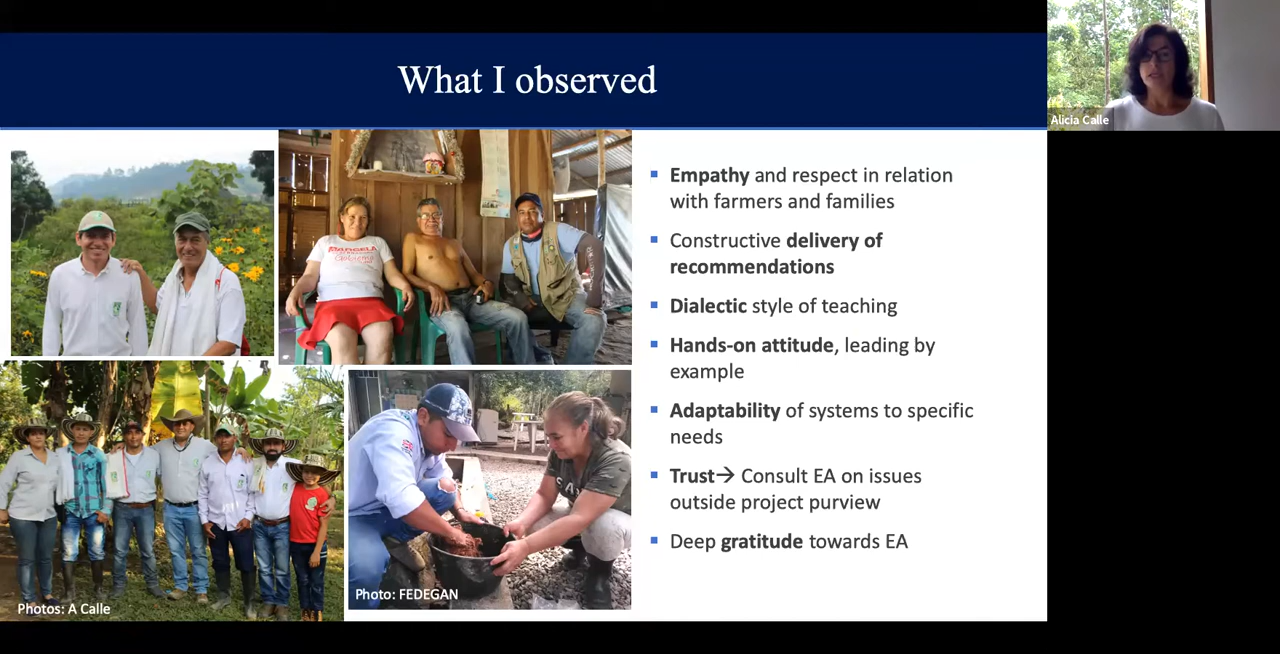 What I observed
Alicia Calle
Empathy and respect in relation
with farmers and families
Constructive delivery of
recommendations
Dialectic style of teaching
Hands-on attitude, leading by
example
Adaptability of systems to specific
needs
Trust→ Consult EA on issues
outside project purview
Deep gratitude towards EA
MARCELA
Photos: A Calle
Photo: FEDEGAN